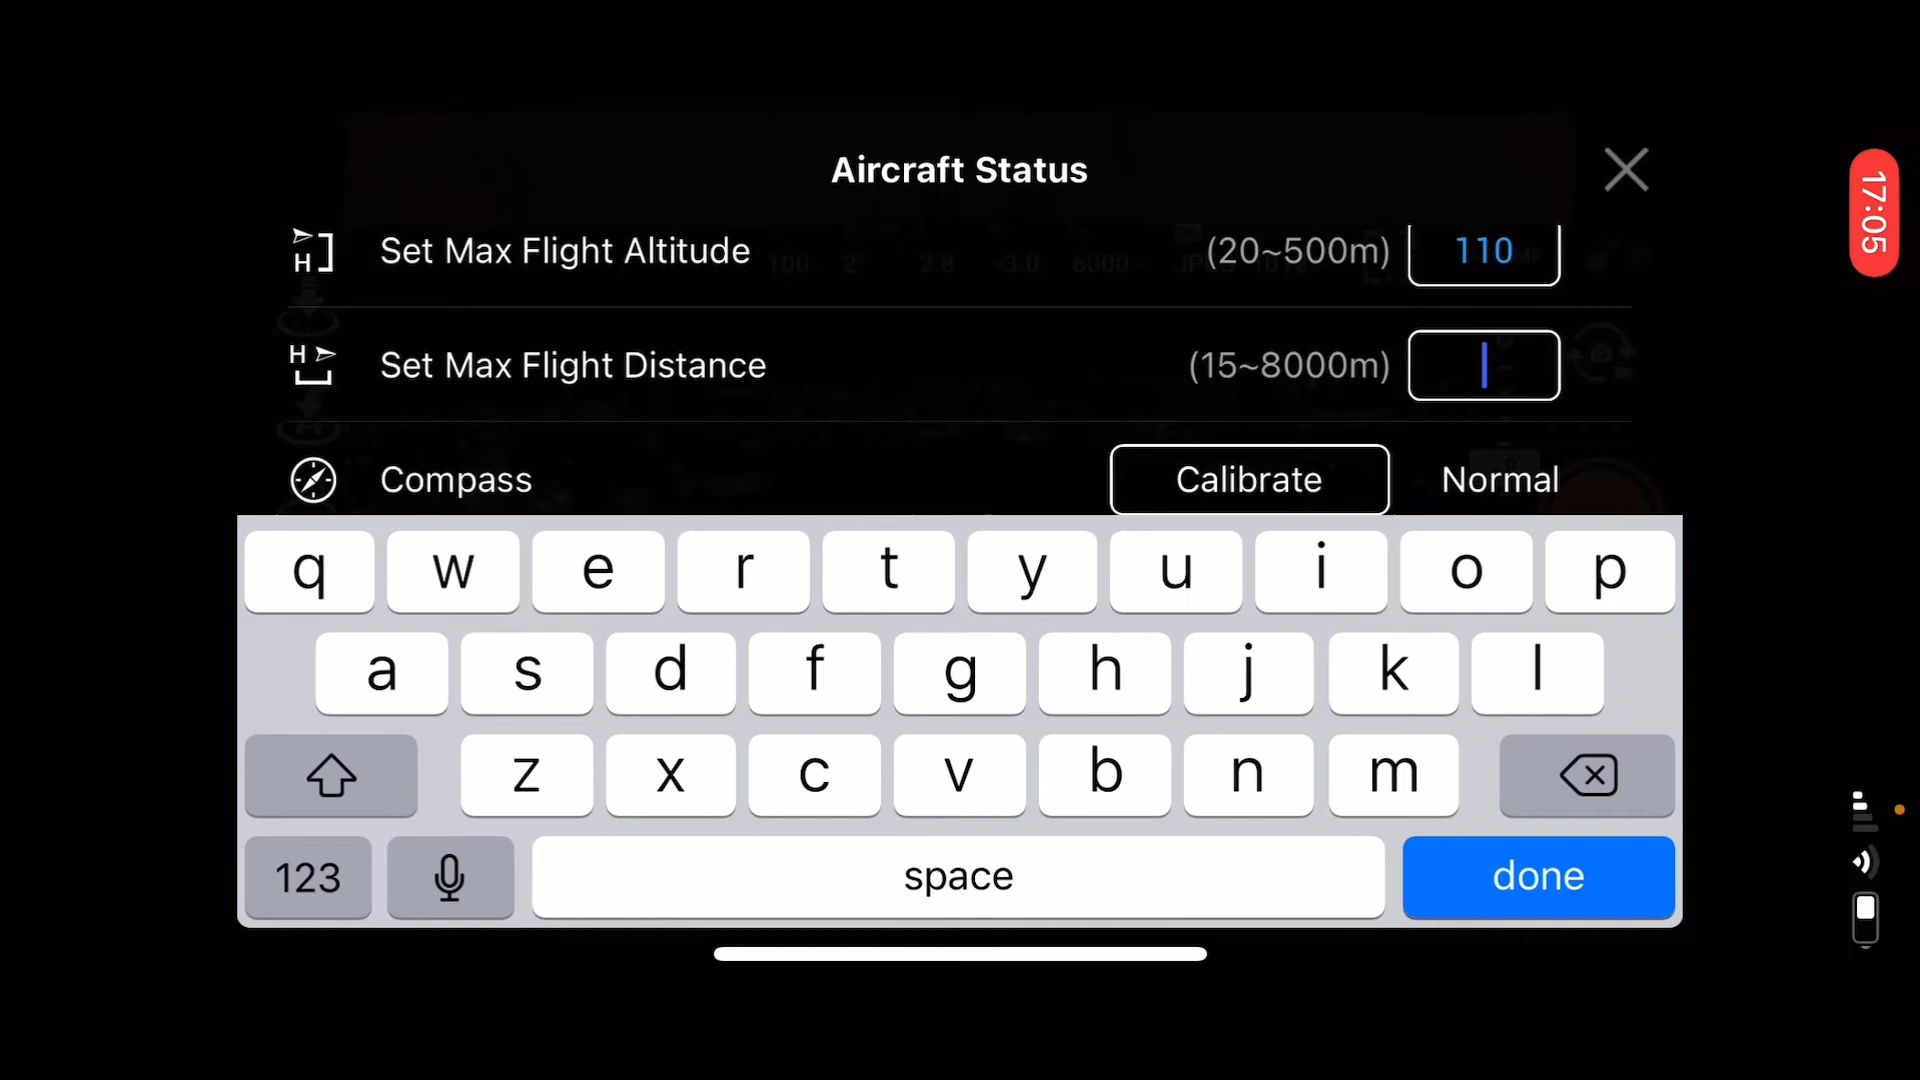 Aircraft Status
17:05
H Set Max Flight Altitude (20~500m) 110
H Set Max Flight Distance (15~8000m)
Compass Calibrate Normal
q w e r t y u i o p
a s d f g h j k l
z x c v b n m
123 space done